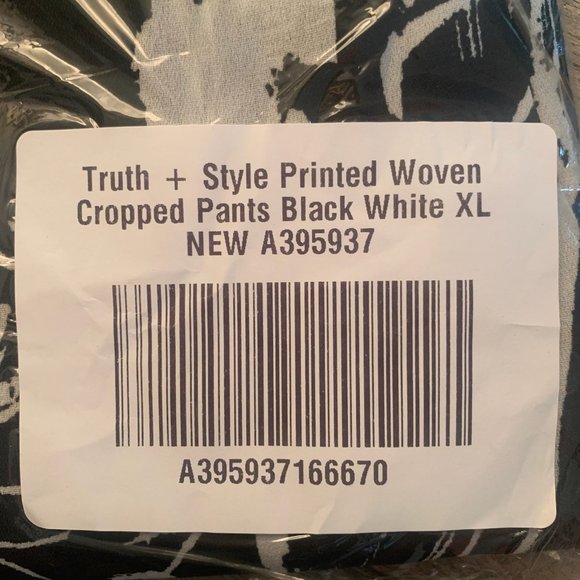 Truth + Style Printed Woven
Cropped Pants Black White XL
NEW A395937
A395937166670